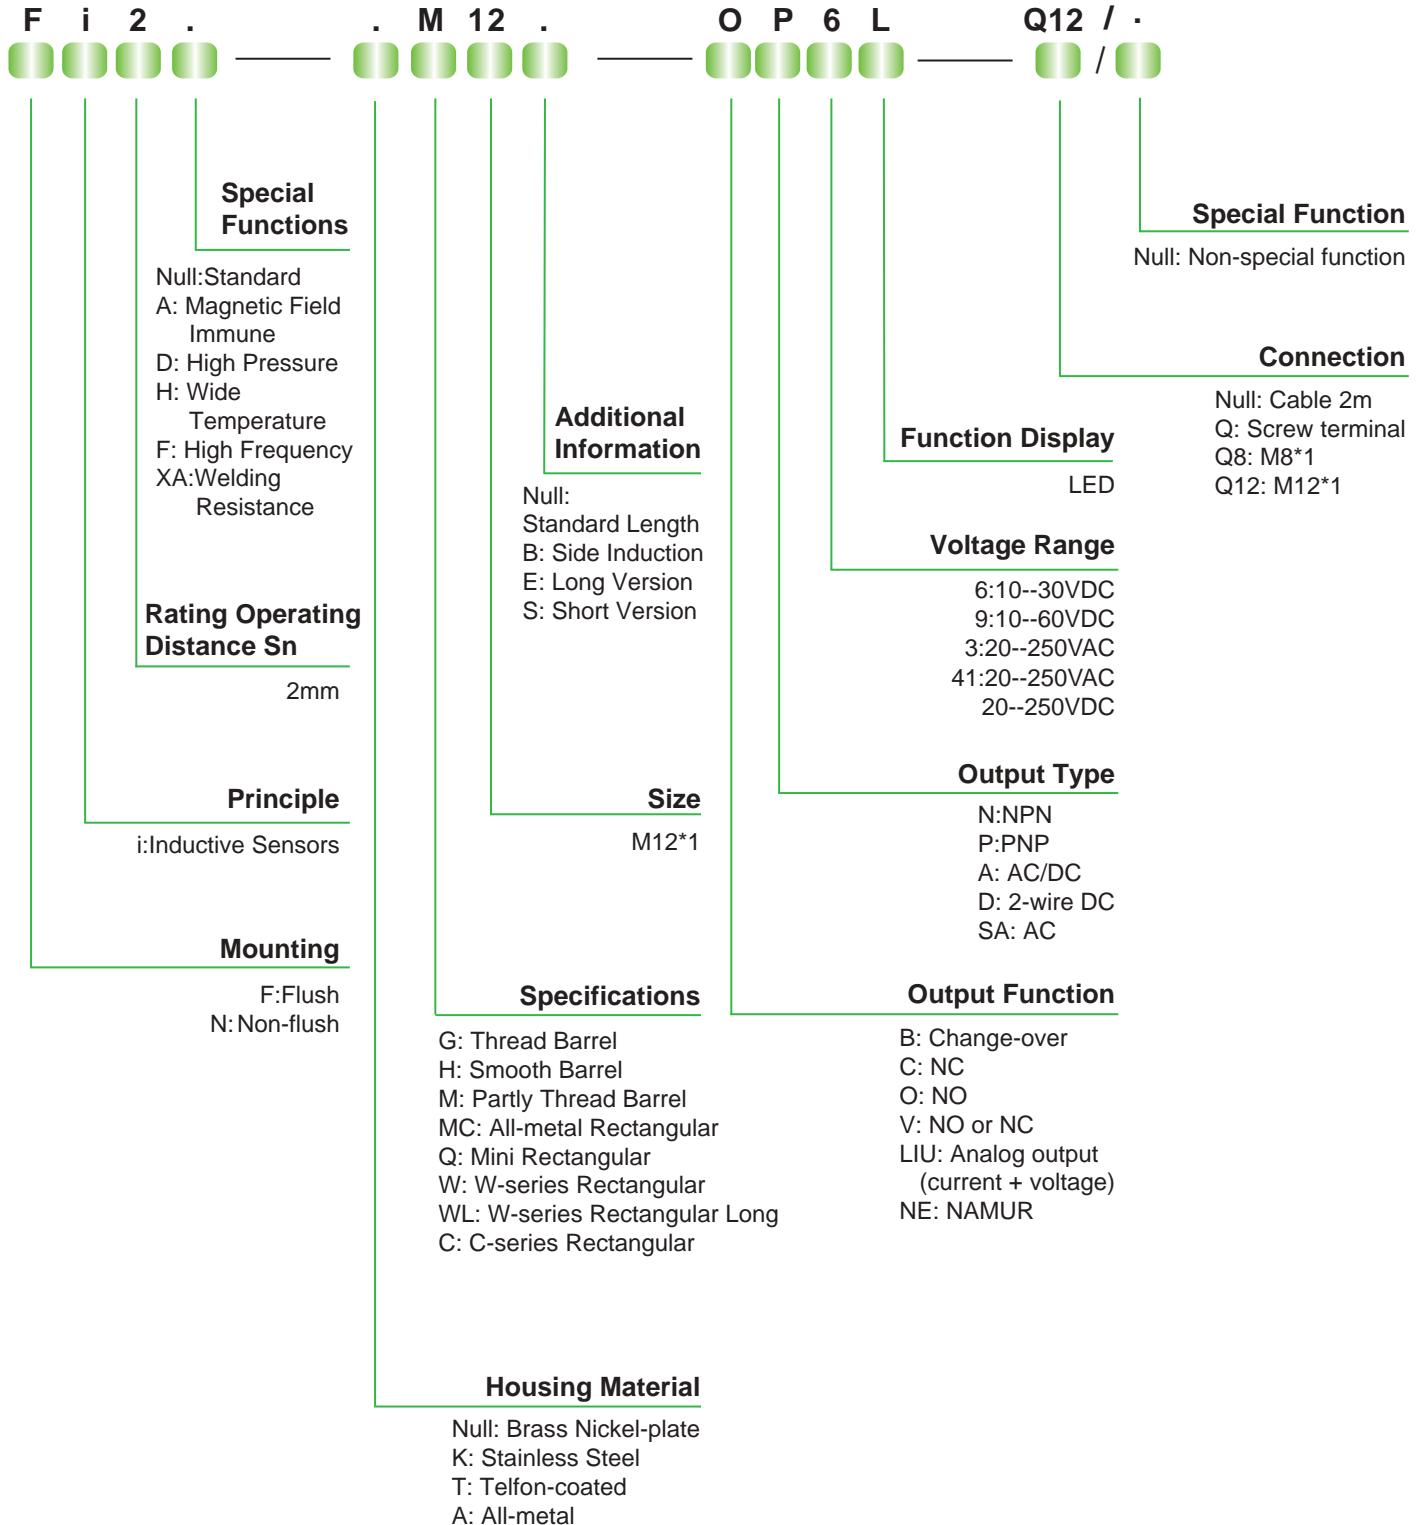 F i 2 . . M 12 . O P 6 L Q12 / .
/
Special
Functions
Null:Standard
A: Magnetic Field
Immune
D: High Pressure
H: Wide
Temperature
F: High Frequency
XA:Welding
Resistance
Rating Operating
Distance Sn
2mm
Principle
i:Inductive Sensors
Mounting
F:Flush
N:Non-flush
Additional
Information
Null:
Standard Length
B: Side Induction
E: Long Version
S: Short Version
Size
M12*1
Specifications
G: Thread Barrel
H: Smooth Barrel
M: Partly Thread Barrel
MC: All-metal Rectangular
Q: Mini Rectangular
W: W-series Rectangular
WL: W-series Rectangular Long
C: C-series Rectangular
Housing Material
Null: Brass Nickel-plate
K: Stainless Steel
T: Telfon-coated
A: All-metal
Function Display
LED
Voltage Range
6:10--30VDC
9:10--60VDC
3:20--250VAC
41:20--250VAC
20--250VDC
Output Type
N:NPN
P:PNP
A: AC/DC
D: 2-wire DC
SA: AC
Output Function
B: Change-over
C: NC
O: NO
V: NO or NC
LIU: Analog output
(current + voltage)
NE: NAMUR
Special Function
Null: Non-special function
Connection
Null: Cable 2m
Q: Screw terminal
Q8: M8*1
Q12: M12*1